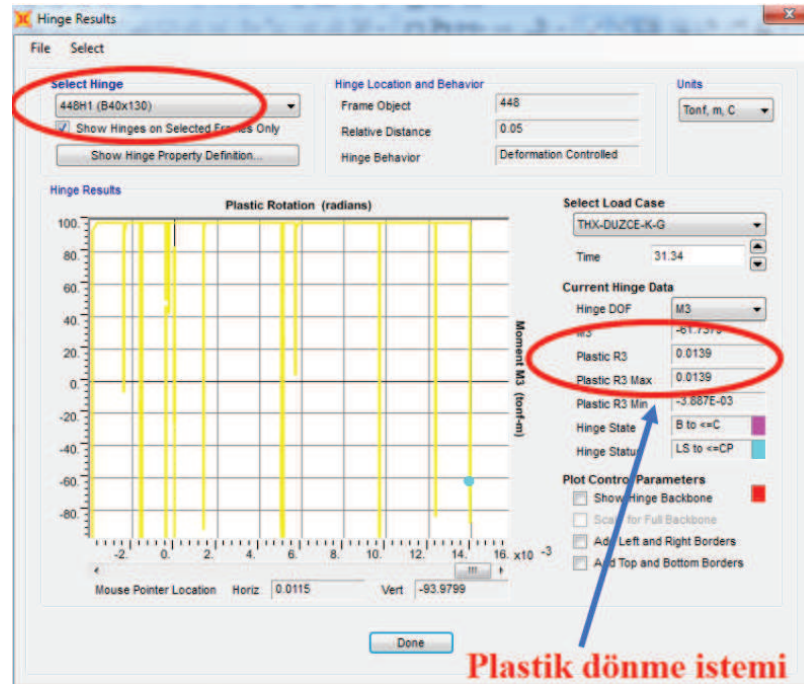 Hinge Results
File Select
Select Hinge
448H1 (B40x130)
Show Hinges on Selected Frames Only
Show Hinge Property Definition...
Hinge Location and Behavior
Frame Object 448
Relative Distance 0.05
Hinge Behavior Deformation Controlled
Units
Tonf, m, C
Hinge Results
Plastic Rotation (radians)
100.
80.
60.
40.
20.
0.
-20.
-40.
-60.
-80.
Moment M3 (tonf-m)
-2. 0. 2. 4. 6. 8. 10. 12. 14. 16. x10 -3
Mouse Pointer Location Horiz 0.0115 Vert -93.9799
Select Load Case
THX-DUZCE-K-G
Time 31.34
Current Hinge Data
Hinge DOF M3
M3
Plastic R3 0.0139
Plastic R3 Max 0.0139
Plastic R3 Min -3.887E-03
Hinge State B to <=C
Hinge Status LS to <=CP
Plot Control Parameters
Show Hinge Backbone
Scale for Full Backbone
Add Left and Right Borders
Add Top and Bottom Borders
Done
Plastik dönme istemi